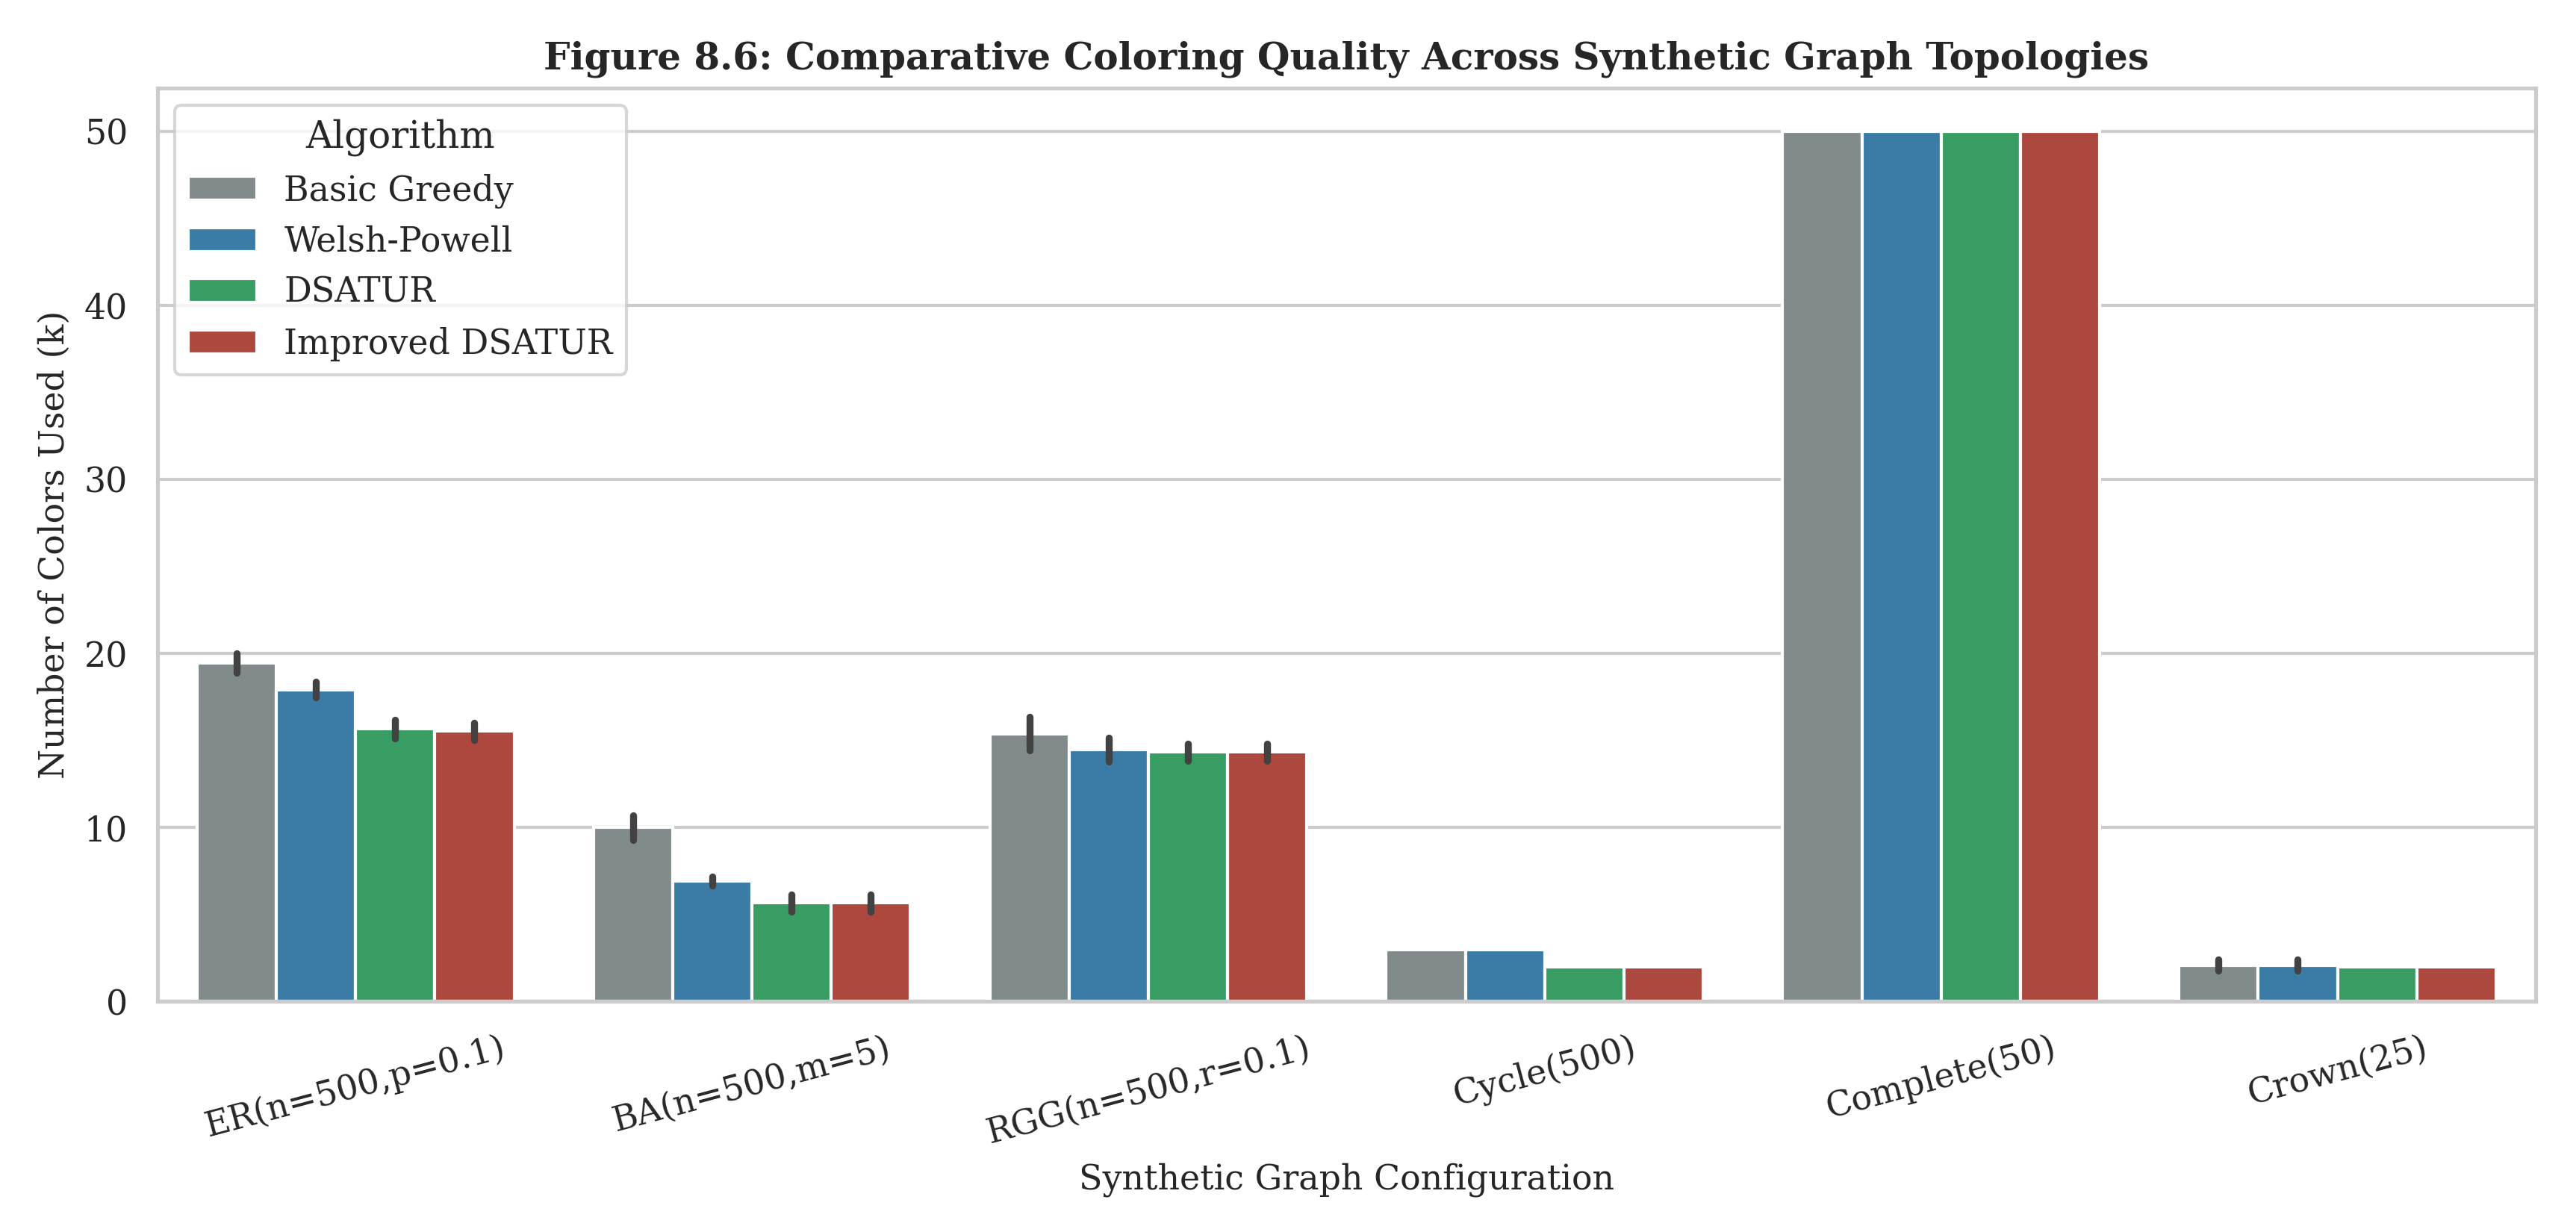 Figure 8.6: Comparative Coloring Quality Across Synthetic Graph Topologies
Algorithm
Basic Greedy
Welsh-Powell
DSATUR
Improved DSATUR
Number of Colors Used (k)
50
40
30
20
10
0
ER(n=500,p=0.1)
BA(n=500,m=5)
RGG(n=500,r=0.1)
Cycle(500)
Complete(50)
Crown(25)
Synthetic Graph Configuration